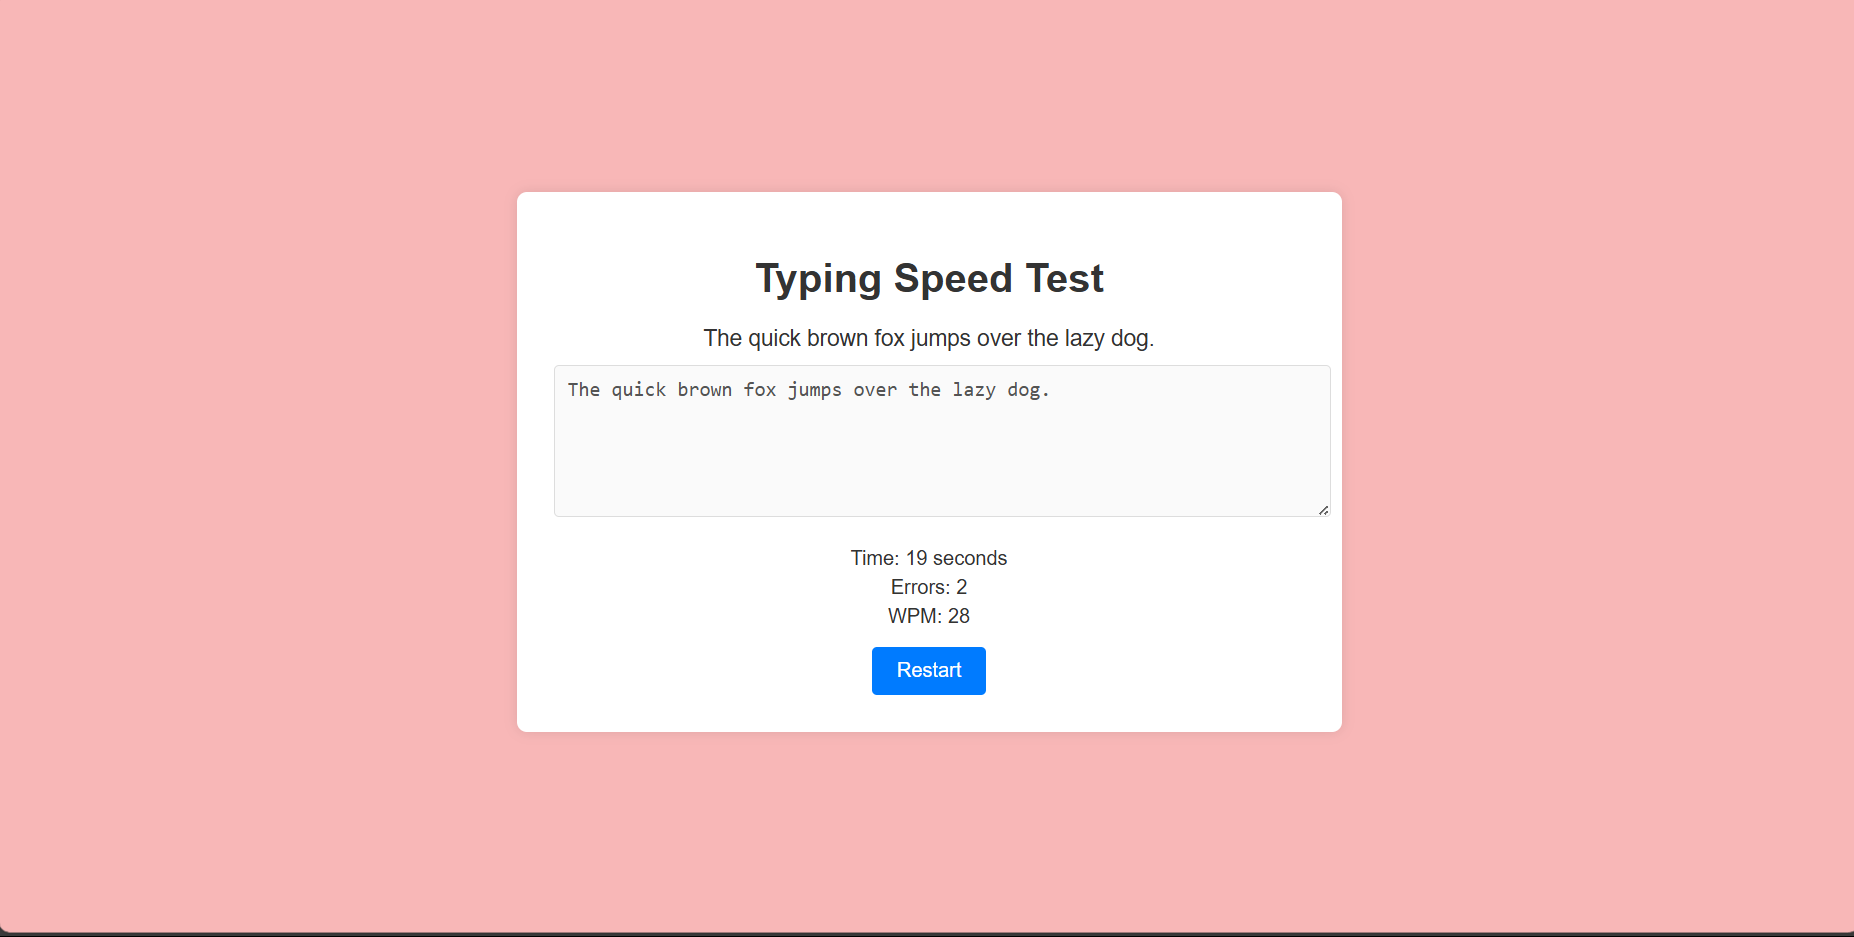 Typing Speed Test
The quick brown fox jumps over the lazy dog.
The quick brown fox jumps over the lazy dog.
Time: 19 seconds
Errors: 2
WPM: 28
Restart